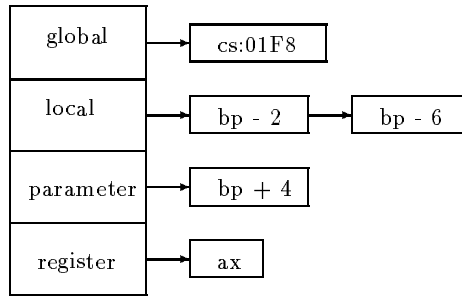 global
cs:01F8
local
bp - 2
bp - 6
parameter
bp + 4
register
ax